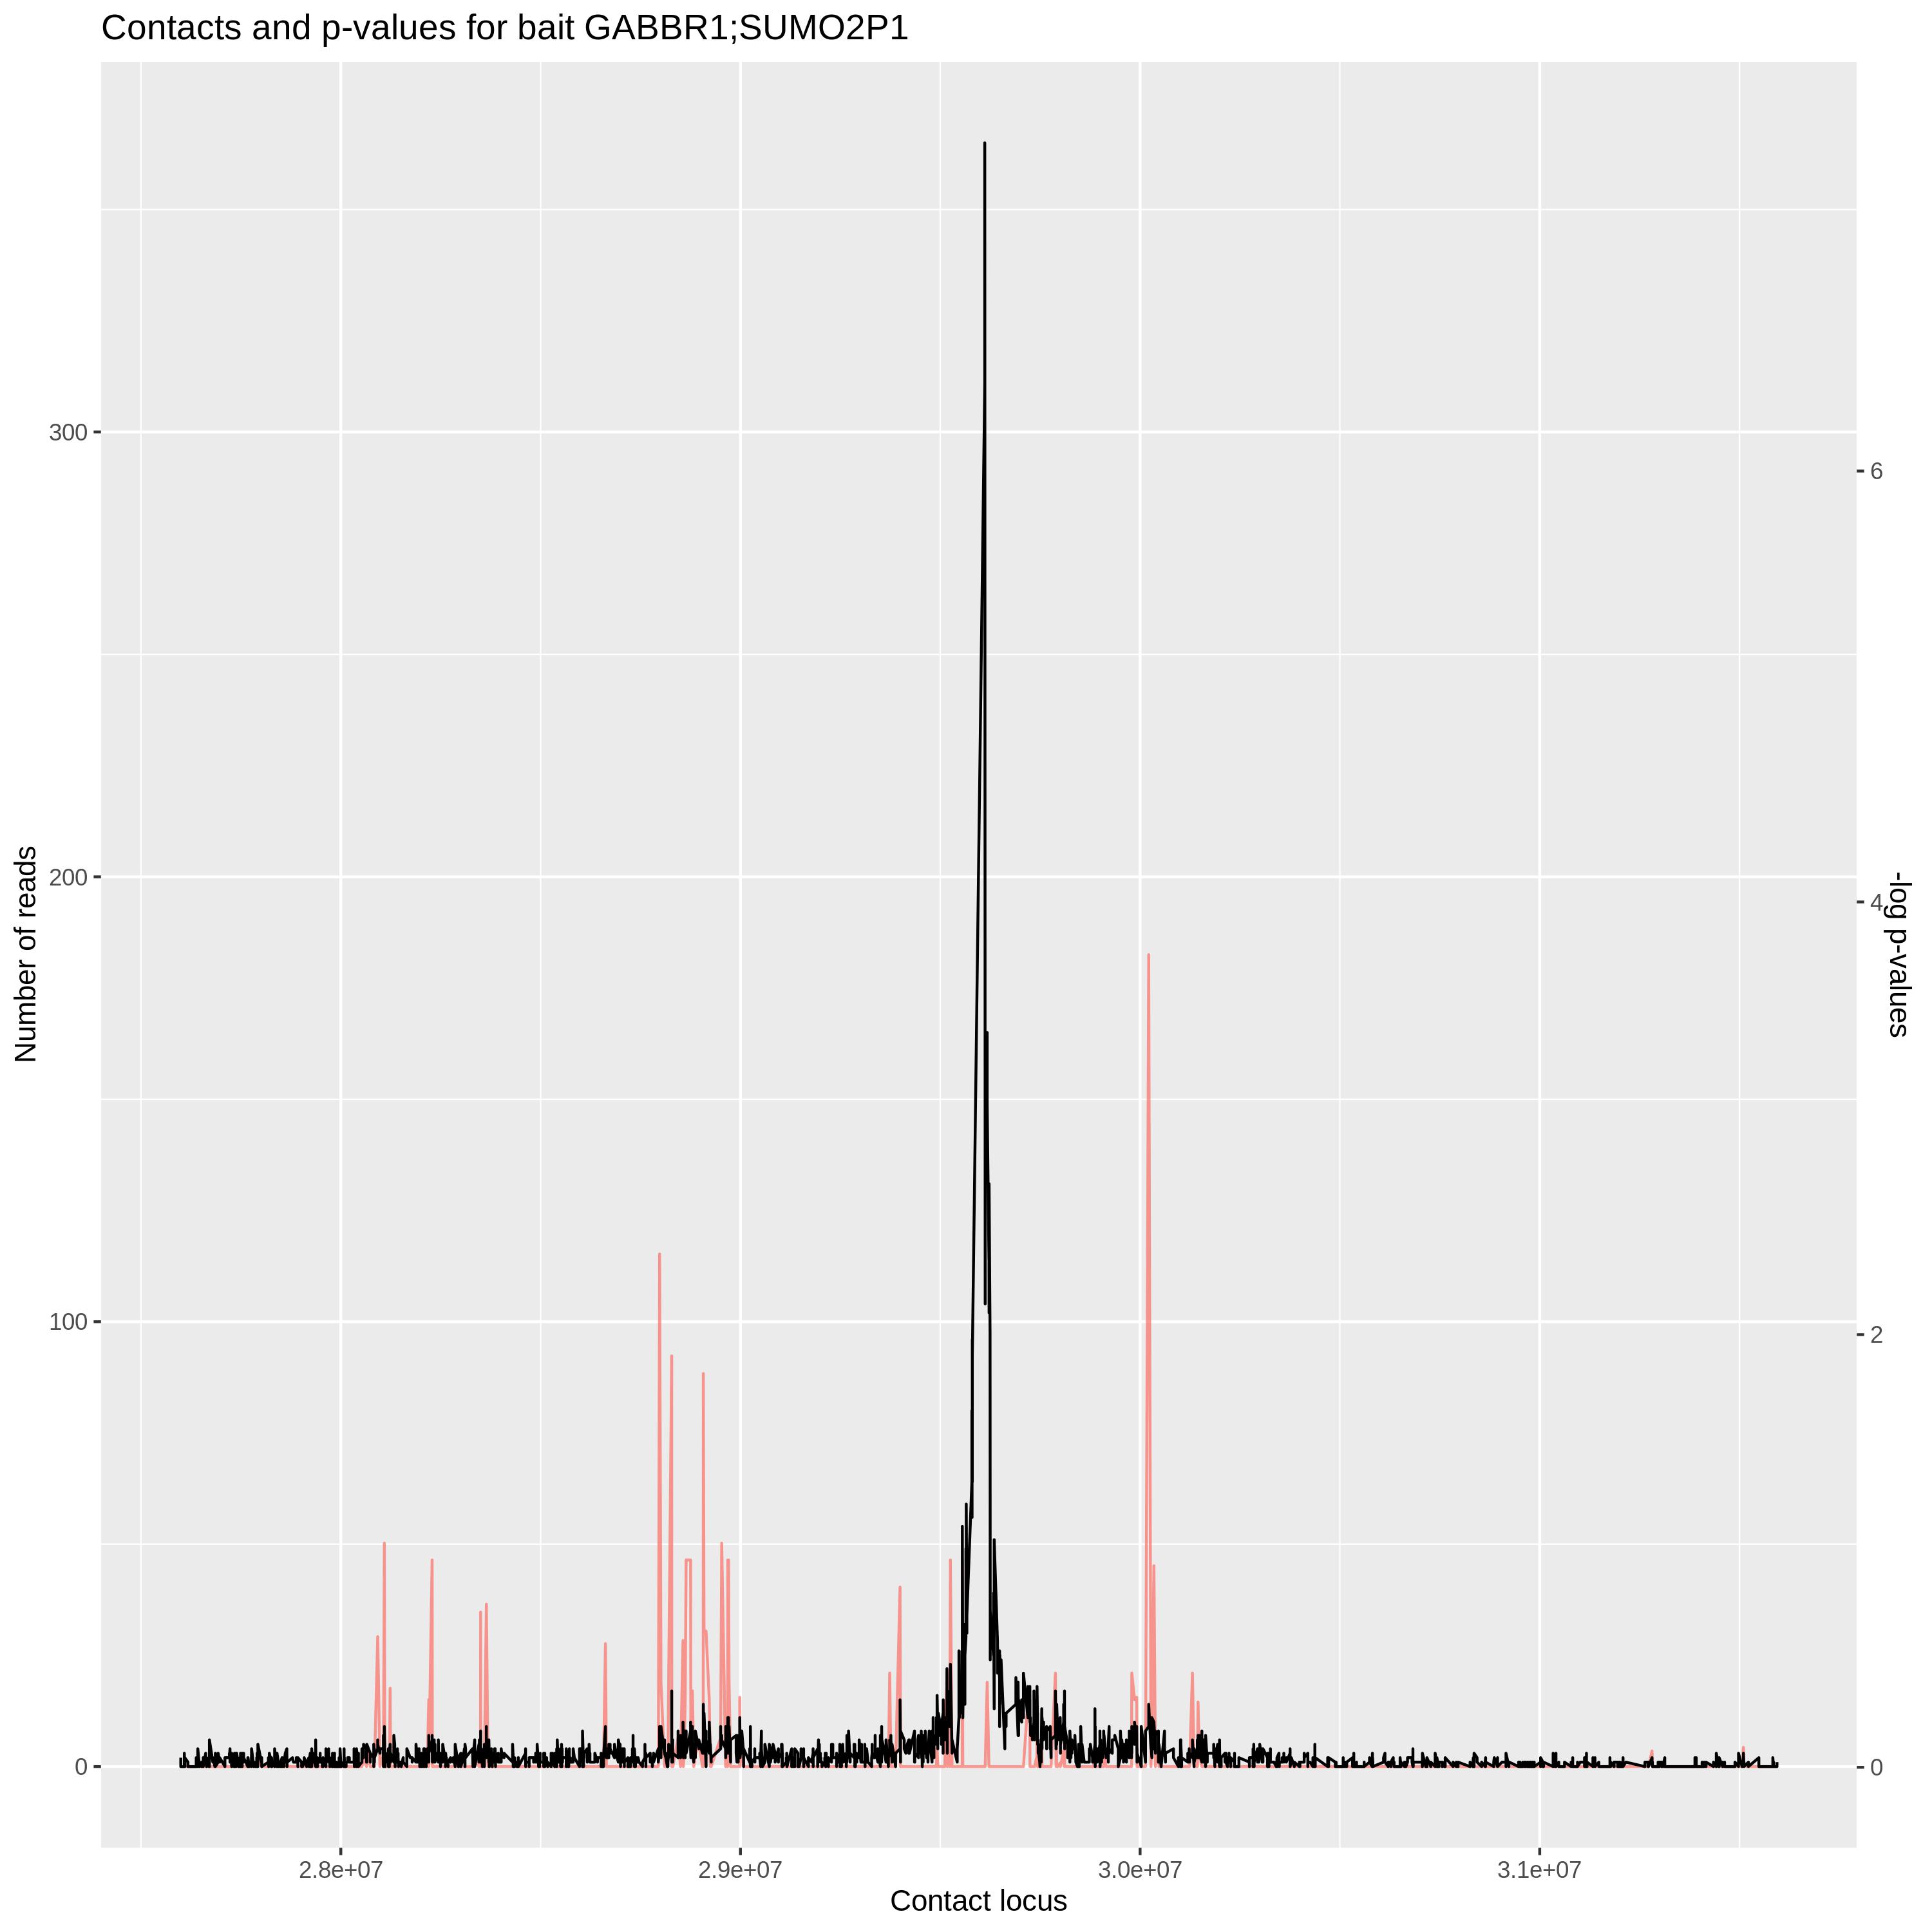 Contacts and p-values for bait GABBR1;SUMO2P1
300
200
100
0
Number of reads
6
4
2
0
-log p-values
2.8e+07
2.9e+07
3.0e+07
3.1e+07
Contact locus